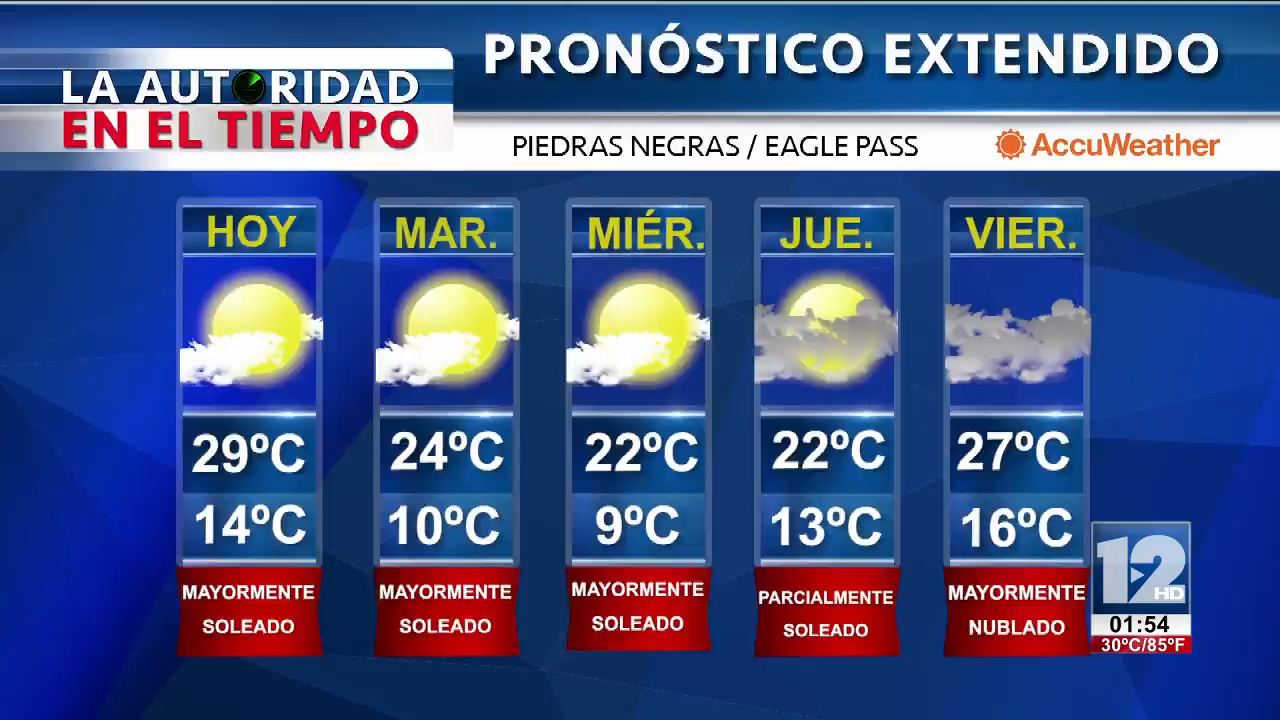 PRONÓSTICO EXTENDIDO
LA AUTORIDAD
EN EL TIEMPO
PIEDRAS NEGRAS / EAGLE PASS
AccuWeather
HOY
29ºC
14ºC
MAYORMENTE
SOLEADO
MAR.
24ºC
10ºC
MAYORMENTE
SOLEADO
MIÉR.
22ºC
9ºC
MAYORMENTE
SOLEADO
JUE.
22ºC
13ºC
PARCIALMENTE
SOLEADO
VIER.
27ºC
16ºC
MAYORMENTE
NUBLADO
12
HD
01:54
30ºC/85ºF